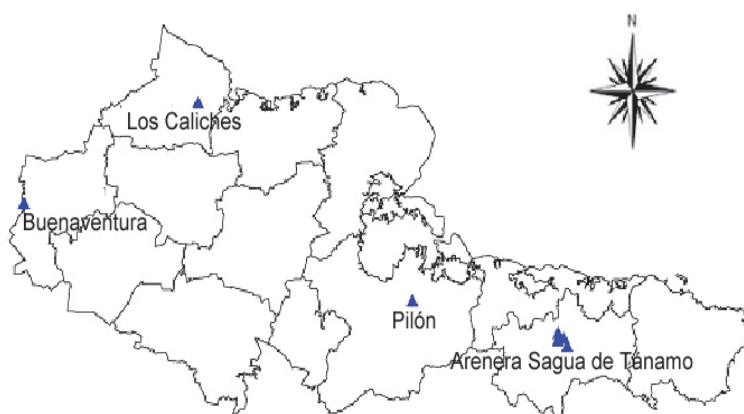 N
Los Caliches
Buenaventura
Pilón
Arenera Sagua de Tánamo